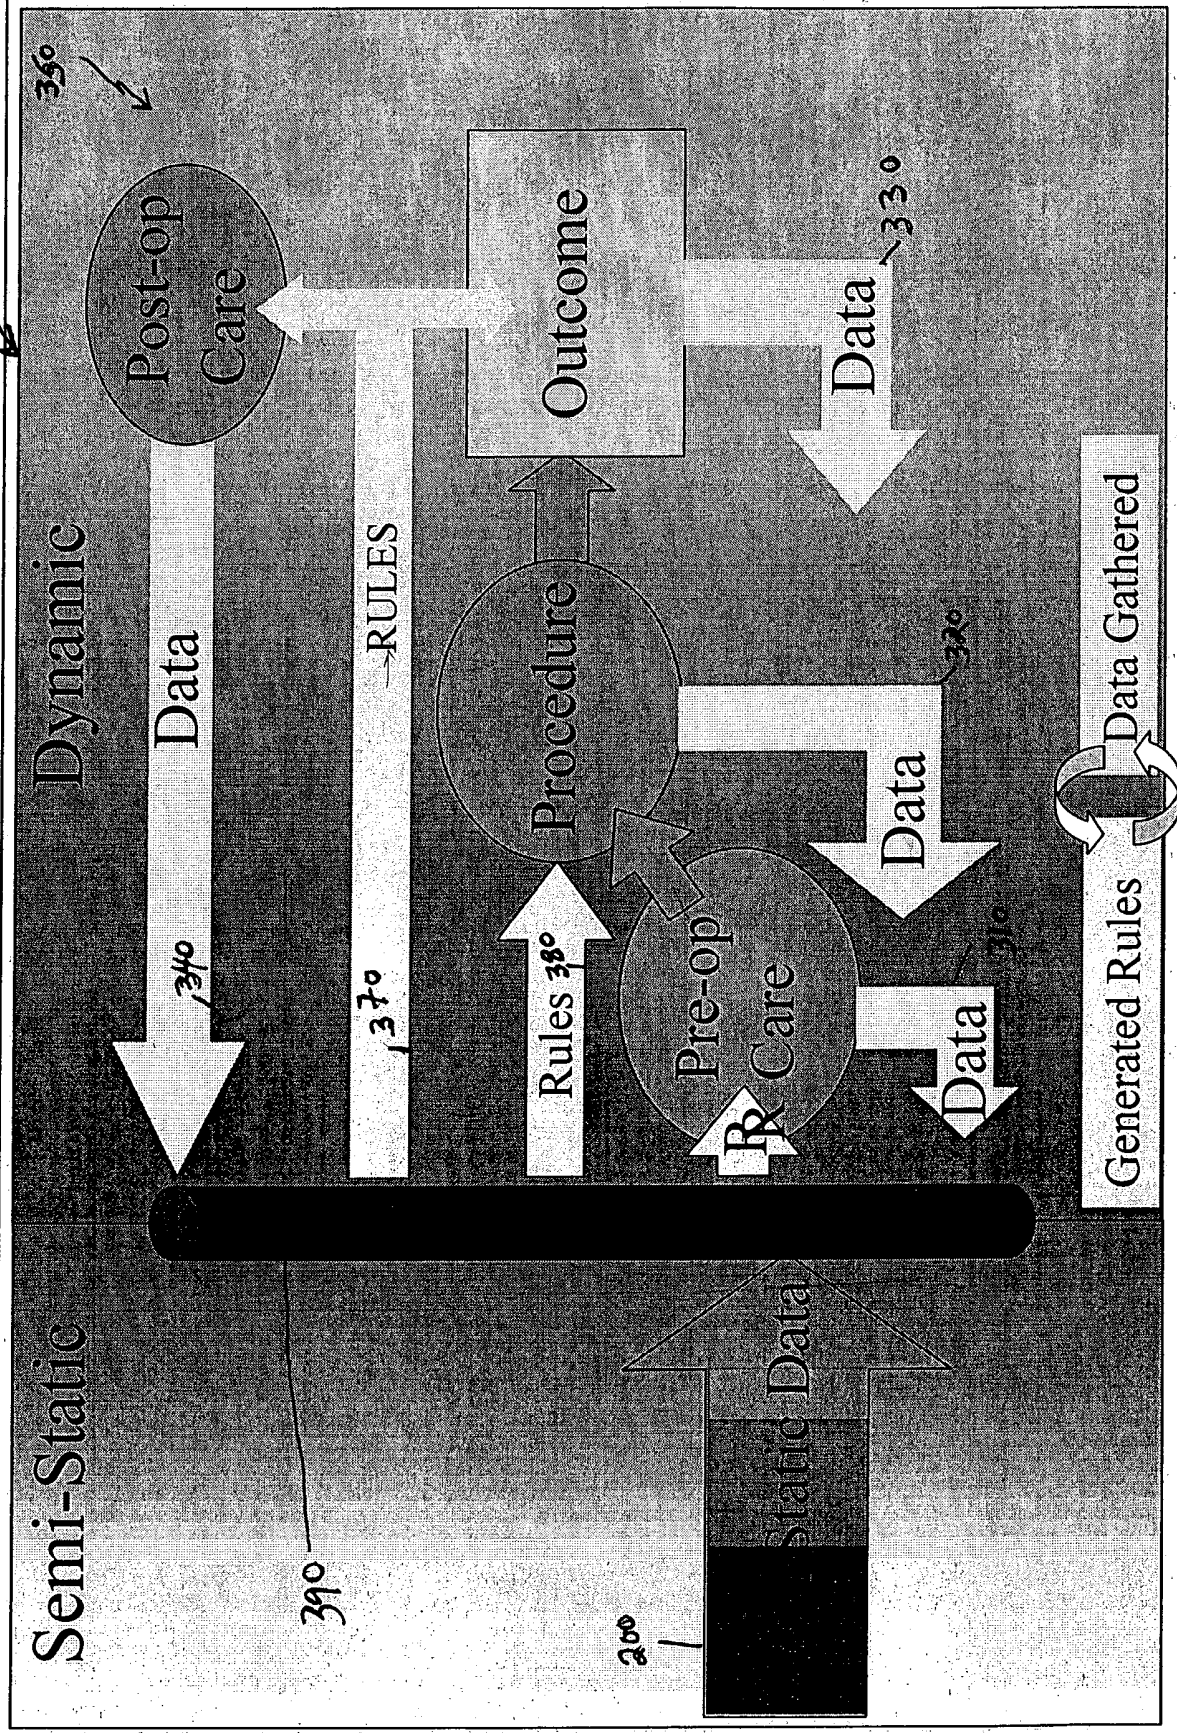 Semi-Static
Dynamic
350
Post-op
Care
Data
340
→RULES
370
390
Rules 380
Procedure
Outcome
Pre-op
Care
R
Data
330
Data
320
Data
310
200
Static Data
Generated Rules
Data Gathered